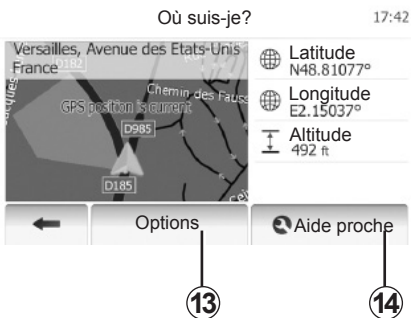 Où suis-je?
17:42
Versailles, Avenue des Etats-Unis
France
D182
Chemin des Fauss
GPS position is current
D985
D185
Latitude
N48.81077°
Longitude
E2.15037°
Altitude
492 ft
Options
Aide proche
13
14